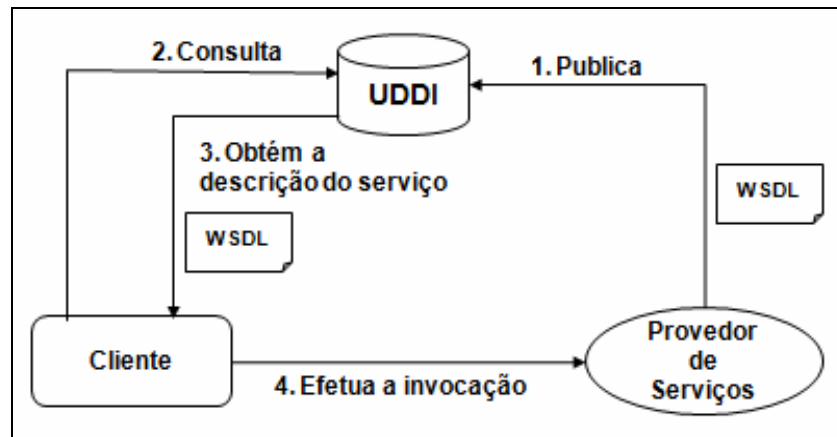 2. Consulta
1. Publica
UDDI
3. Obtém a
descrição do serviço
WSDL
WSDL
Cliente
4. Efetua a invocação
Provedor
de
Serviços